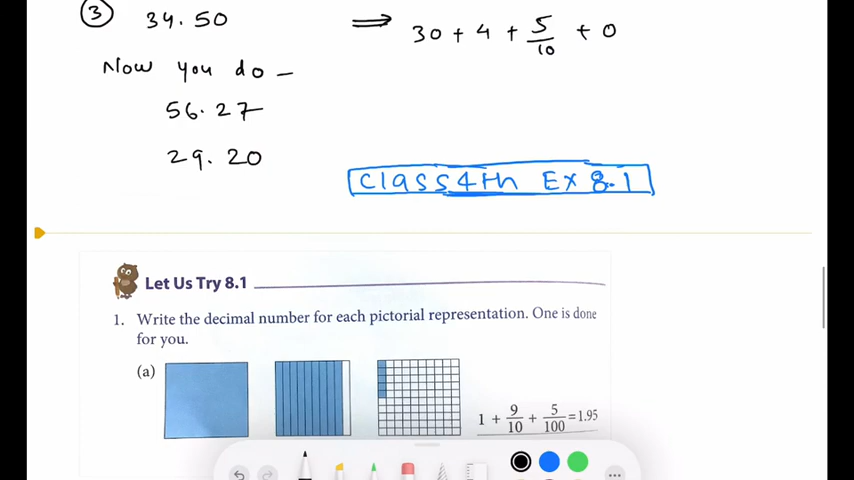 3 34.50 ⇒ 30 + 4 + 5/10 + 0
Now you do –
56.27
29.20
Class 4th Ex 8.1
Let Us Try 8.1
1. Write the decimal number for each pictorial representation. One is done
for you.
(a)
1 + 9/10 + 5/100 = 1.95